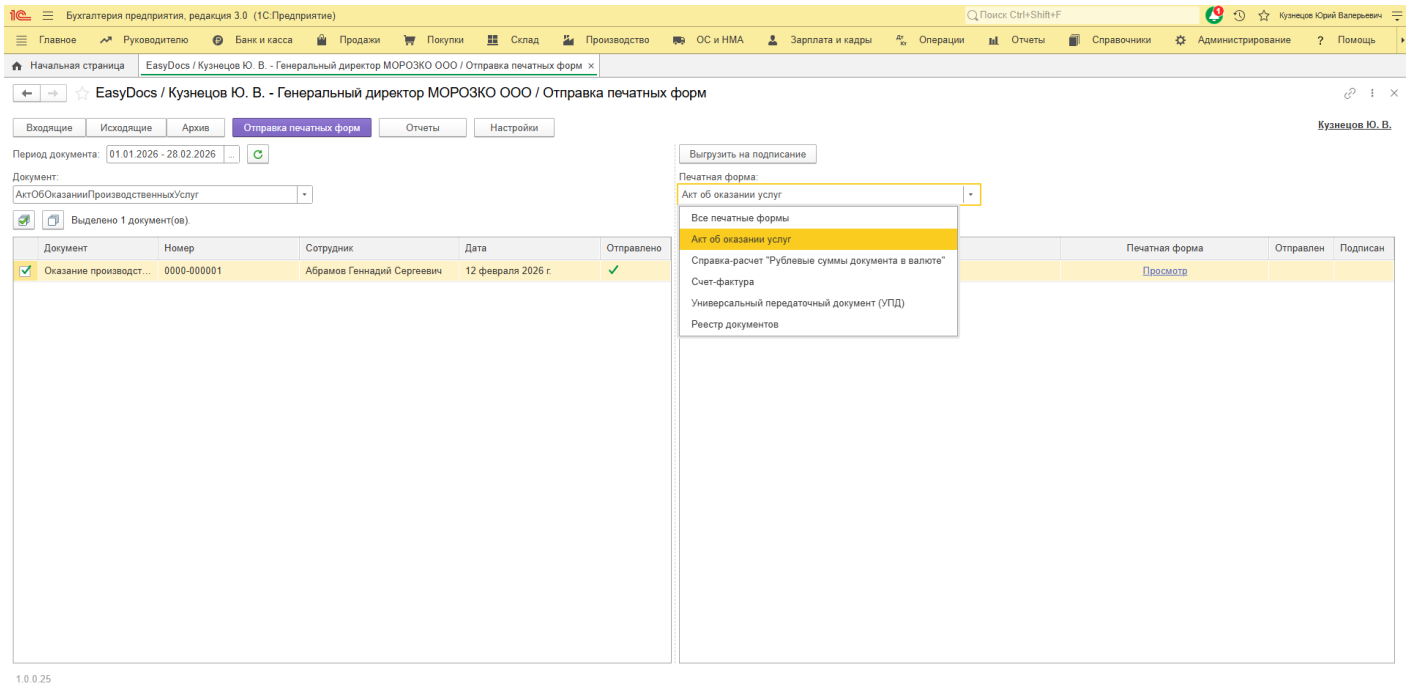 Бухгалтерия предприятия, редакция 3.0 (1С:Предприятие) Поиск Ctrl+Shift+F 1 Кузнецов Юрий Валерьевич
Главное Руководителю Банк и касса Продажи Покупки Склад Производство ОС и НМА Зарплата и кадры Операции Отчеты Справочники Администрирование ? Помощь
Начальная страница EasyDocs / Кузнецов Ю. В. - Генеральный директор МОРОЗКО ООО / Отправка печатных форм ×
EasyDocs / Кузнецов Ю. В. - Генеральный директор МОРОЗКО ООО / Отправка печатных форм
Входящие Исходящие Архив Отправка печатных форм Отчеты Настройки Кузнецов Ю. В.
Период документа: 01.01.2026 - 28.02.2026 ... Выгрузить на подписание
Документ: Печатная форма:
АктОбОказанииПроизводственныхУслуг Акт об оказании услуг
Выделено 1 документ(ов).
Все печатные формы
Акт об оказании услуг
Справка-расчет "Рублевые суммы документа в валюте"
Счет-фактура
Универсальный передаточный документ (УПД)
Реестр документов
Документ Номер Сотрудник Дата Отправлено Печатная форма Отправлен Подписан
Оказание производст... 0000-000001 Абрамов Геннадий Сергеевич 12 февраля 2026 г. Просмотр
1.0.0.25